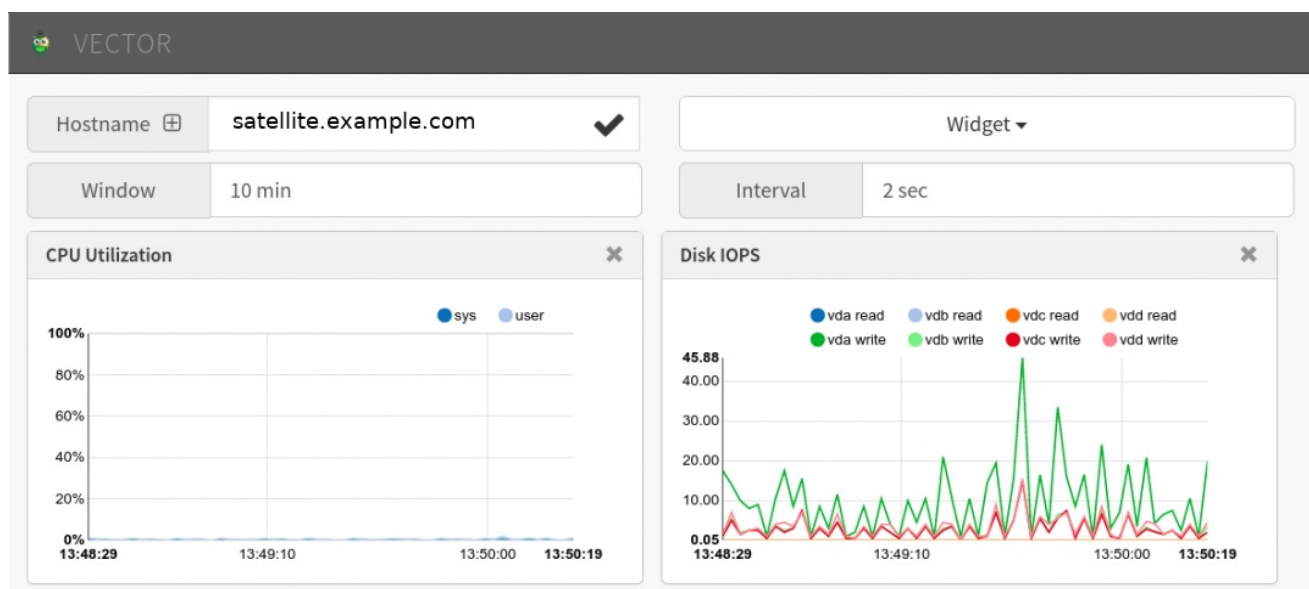 VECTOR
Hostname satellite.example.com
Widget
Window 10 min
Interval 2 sec
CPU Utilization
sys user
100%
80%
60%
40%
20%
0%
13:48:29 13:49:10 13:50:00 13:50:19
Disk IOPS
vda read vdb read vdc read vdd read
vda write vdb write vdc write vdd write
45.88
40.00
30.00
20.00
10.00
0.05
13:48:29 13:49:10 13:50:00 13:50:19